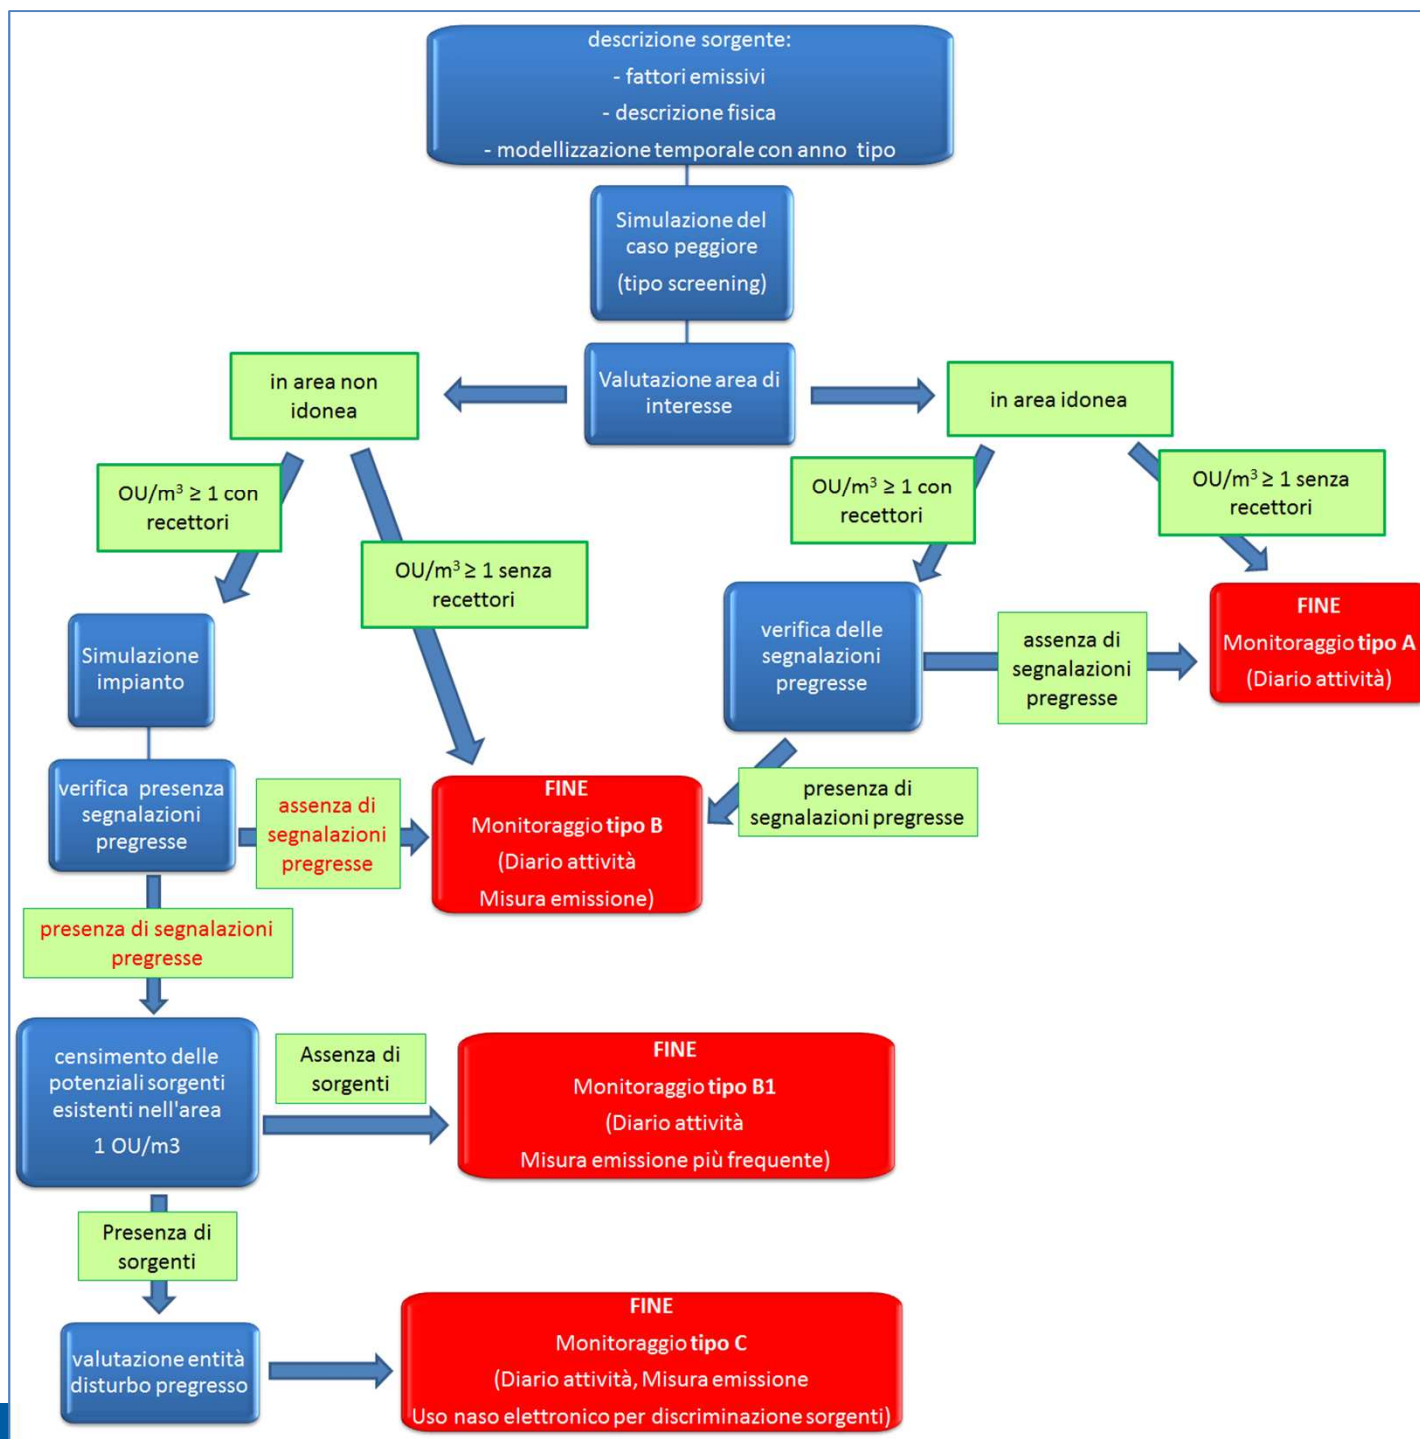 descrizione sorgente:
- fattori emissivi
- descrizione fisica
- modellizzazione temporale con anno tipo
Simulazione del
caso peggiore
(tipo screening)
Valutazione area di
interesse
in area non
idonea
in area idonea
OU/m³ ≥ 1 con
recettori
OU/m³ ≥ 1 senza
recettori
OU/m³ ≥ 1 con
recettori
OU/m³ ≥ 1 senza
recettori
Simulazione
impianto
verifica delle
segnalazioni
pregresse
assenza di
segnalazioni
pregresse
FINE
Monitoraggio tipo A
(Diario attività)
verifica presenza
segnalazioni
pregresse
assenza di
segnalazioni
pregresse
FINE
Monitoraggio tipo B
(Diario attività
Misura emissione)
presenza di
segnalazioni pregresse
presenza di segnalazioni
pregresse
censimento delle
potenziali sorgenti
esistenti nell'area
1 OU/m3
Assenza di
sorgenti
FINE
Monitoraggio tipo B1
(Diario attività
Misura emissione più frequente)
Presenza di
sorgenti
valutazione entità
disturbo pregresso
FINE
Monitoraggio tipo C
(Diario attività, Misura emissione
Uso naso elettronico per discriminazione sorgenti)